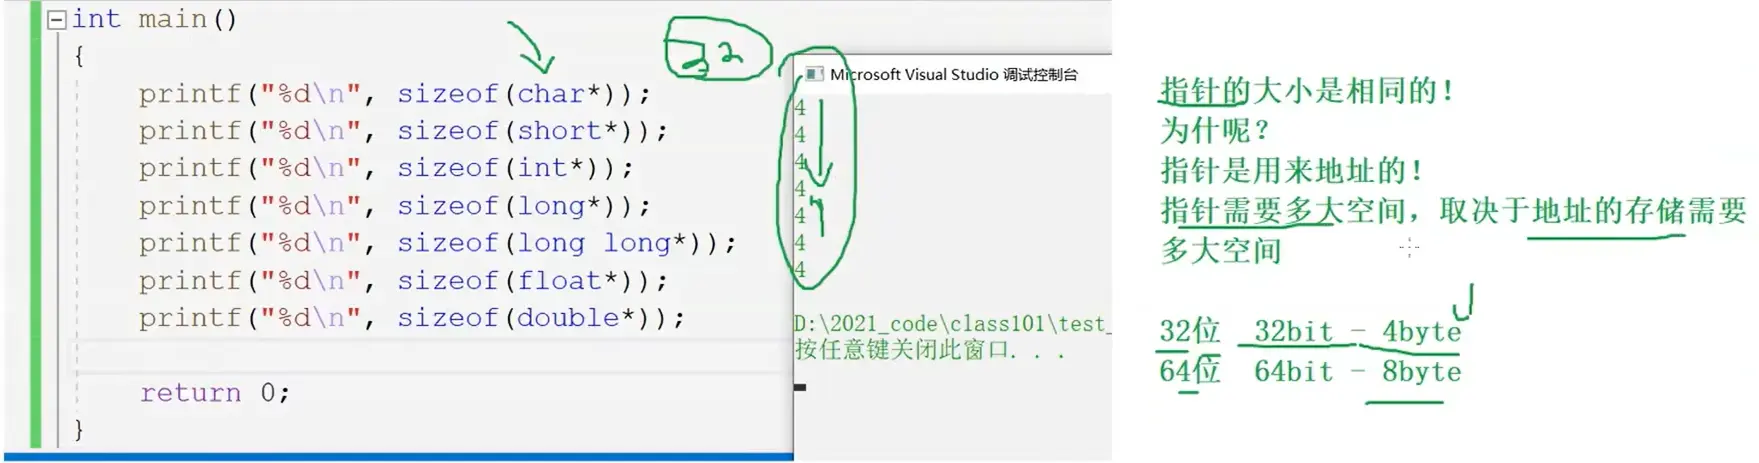 int main()
{
printf("%d\n", sizeof(char*));
printf("%d\n", sizeof(short*));
printf("%d\n", sizeof(int*));
printf("%d\n", sizeof(long*));
printf("%d\n", sizeof(long long*));
printf("%d\n", sizeof(float*));
printf("%d\n", sizeof(double*));
return 0;
}
Microsoft Visual Studio 调试控制台
4
4
4
4
4
4
4
D:\2021_code\class101\test_
按任意键关闭此窗口. . .
指针的大小是相同的！
为什呢？
指针是用来地址的！
指针需要多大空间，取决于地址的存储需要
多大空间
32位 32bit - 4byte
64位 64bit - 8byte